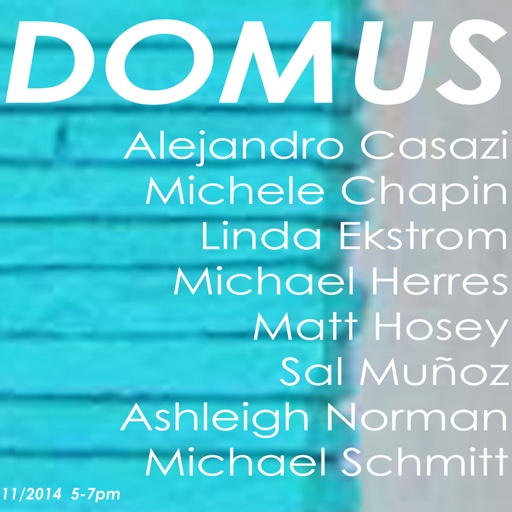 DOMUS
Alejandro Casazi
Michele Chapin
Linda Ekstrom
Michael Herres
Matt Hosey
Sal Muñoz
Ashleigh Norman
Michael Schmitt
11/2014 5-7pm